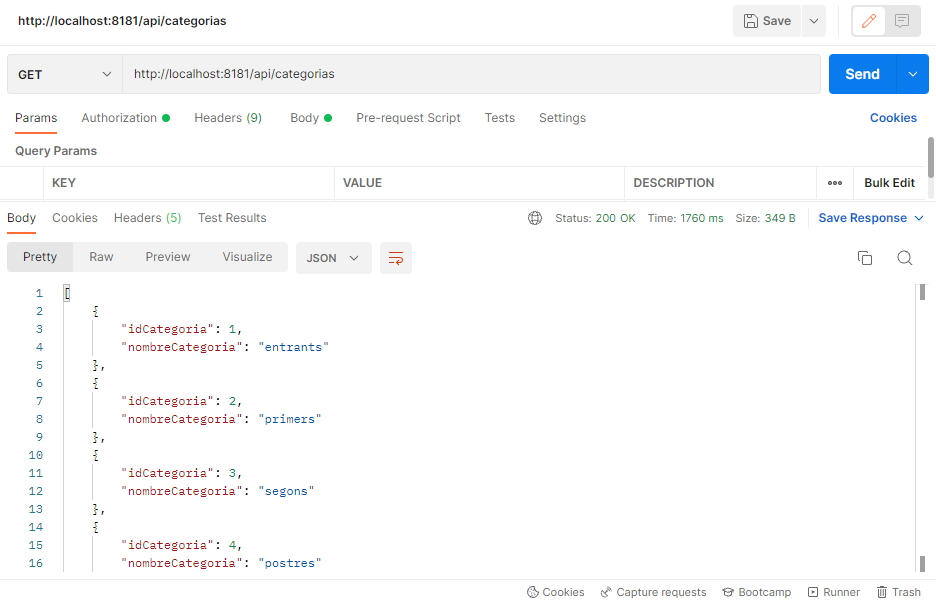 http://localhost:8181/api/categorias Save
GET http://localhost:8181/api/categorias Send
Params Authorization Headers (9) Body Pre-request Script Tests Settings Cookies
Query Params
KEY VALUE DESCRIPTION ••• Bulk Edit
Body Cookies Headers (5) Test Results Status: 200 OK Time: 1760 ms Size: 349 B Save Response
Pretty Raw Preview Visualize JSON
1 [
2 {
3 "idCategoria": 1,
4 "nombreCategoria": "entrants"
5 },
6 {
7 "idCategoria": 2,
8 "nombreCategoria": "primers"
9 },
10 {
11 "idCategoria": 3,
12 "nombreCategoria": "segons"
13 },
14 {
15 "idCategoria": 4,
16 "nombreCategoria": "postres"
Cookies Capture requests Bootcamp Runner Trash